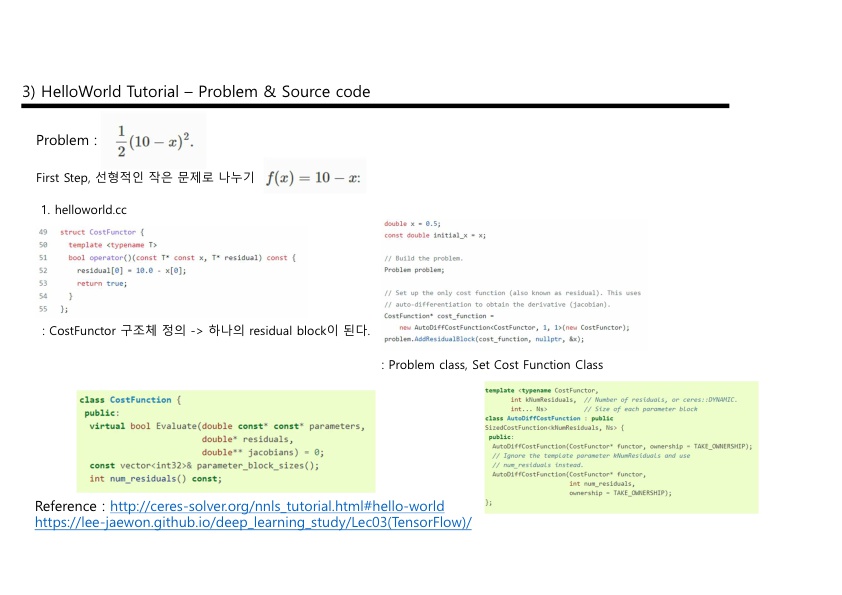 3) HelloWorld Tutorial – Problem & Source code
Problem : 1/2 (10 − x)².
First Step, 선형적인 작은 문제로 나누기 f(x) = 10 − x:
1. helloworld.cc
49 struct CostFunctor {
50 template <typename T>
51 bool operator()(const T* const x, T* residual) const {
52 residual[0] = 10.0 - x[0];
53 return true;
54 }
55 };
: CostFunctor 구조체 정의 -> 하나의 residual block이 된다.
double x = 0.5;
const double initial_x = x;
// Build the problem.
Problem problem;
// Set up the only cost function (also known as residual). This uses
// auto-differentiation to obtain the derivative (jacobian).
CostFunction* cost_function =
new AutoDiffCostFunction<CostFunctor, 1, 1>(new CostFunctor);
problem.AddResidualBlock(cost_function, nullptr, &x);
: Problem class, Set Cost Function Class
class CostFunction {
public:
virtual bool Evaluate(double const* const* parameters,
double* residuals,
double** jacobians) = 0;
const vector<int32>& parameter_block_sizes();
int num_residuals() const;
template <typename CostFunctor,
int kNumResiduals, // Number of residuals, or ceres::DYNAMIC.
int... Ns> // Size of each parameter block
class AutoDiffCostFunction : public
SizedCostFunction<kNumResiduals, Ns> {
public:
AutoDiffCostFunction(CostFunctor* functor, ownership = TAKE_OWNERSHIP);
// Ignore the template parameter kNumResiduals and use
// num_residuals instead.
AutoDiffCostFunction(CostFunctor* functor,
int num_residuals,
ownership = TAKE_OWNERSHIP);
};
Reference : http://ceres-solver.org/nnls_tutorial.html#hello-world
https://lee-jaewon.github.io/deep_learning_study/Lec03(TensorFlow)/